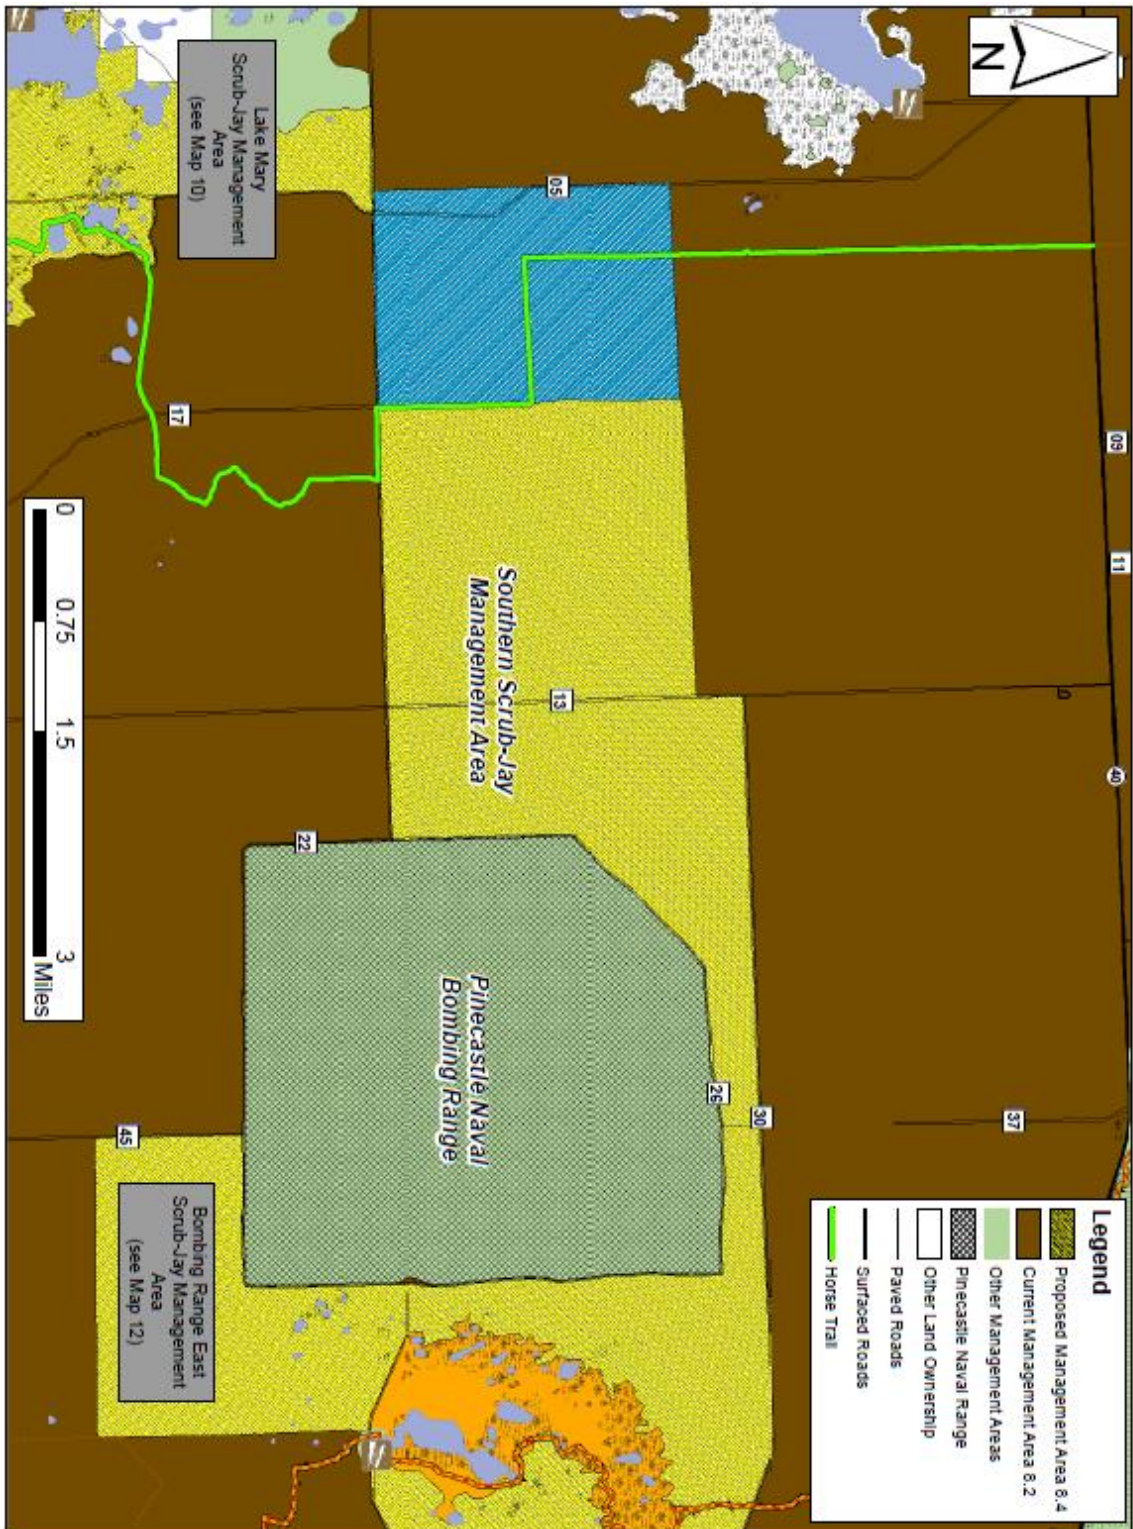 N
05
17
Lake Mary
Scrub-Jay Management
Area
(see Map 10)
09
11
40
13
Southern Scrub-Jay
Management Area
22
Pinecastle Naval
Bombing Range
26
30
37
45
Bombing Range East
Scrub-Jay Management
Area
(see Map 12)
0 0.75 1.5 3
Miles
Legend
Proposed Management Area 8.4
Current Management Area 8.2
Other Management Areas
Pinecastle Naval Range
Other Land Ownership
Paved Roads
Surfaced Roads
Horse Trail